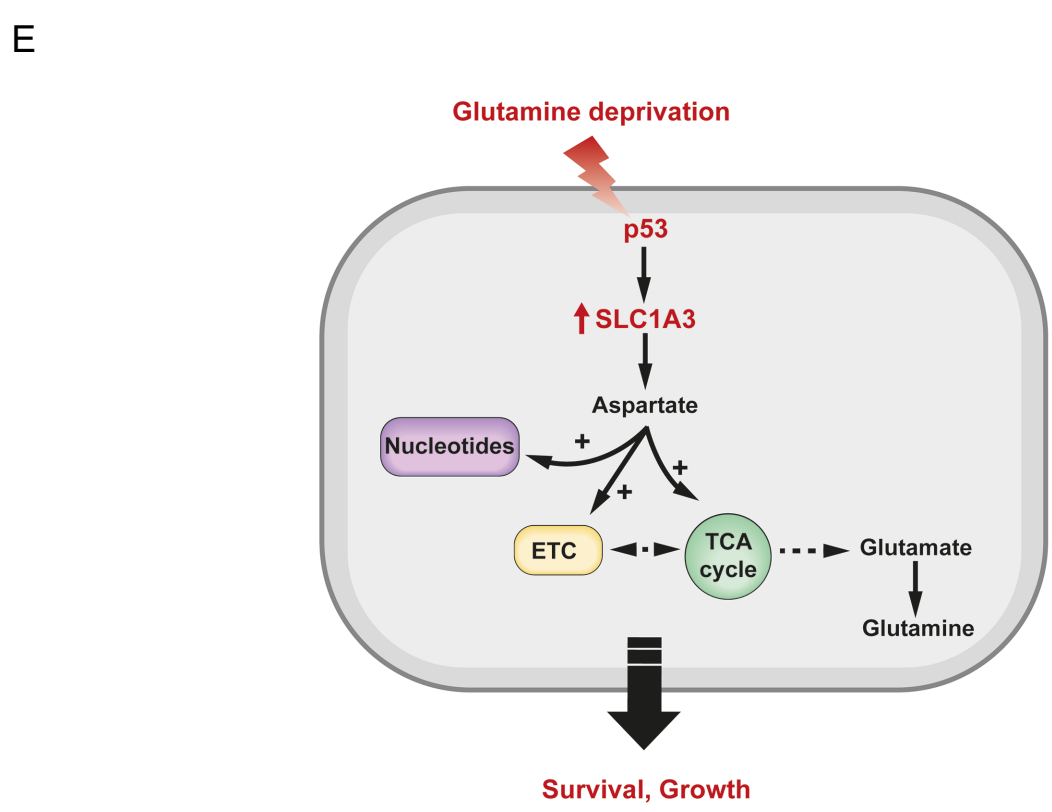 E
Glutamine deprivation
p53
SLC1A3
Aspartate
Nucleotides
+
+
+
ETC
TCA
cycle
Glutamate
Glutamine
Survival, Growth